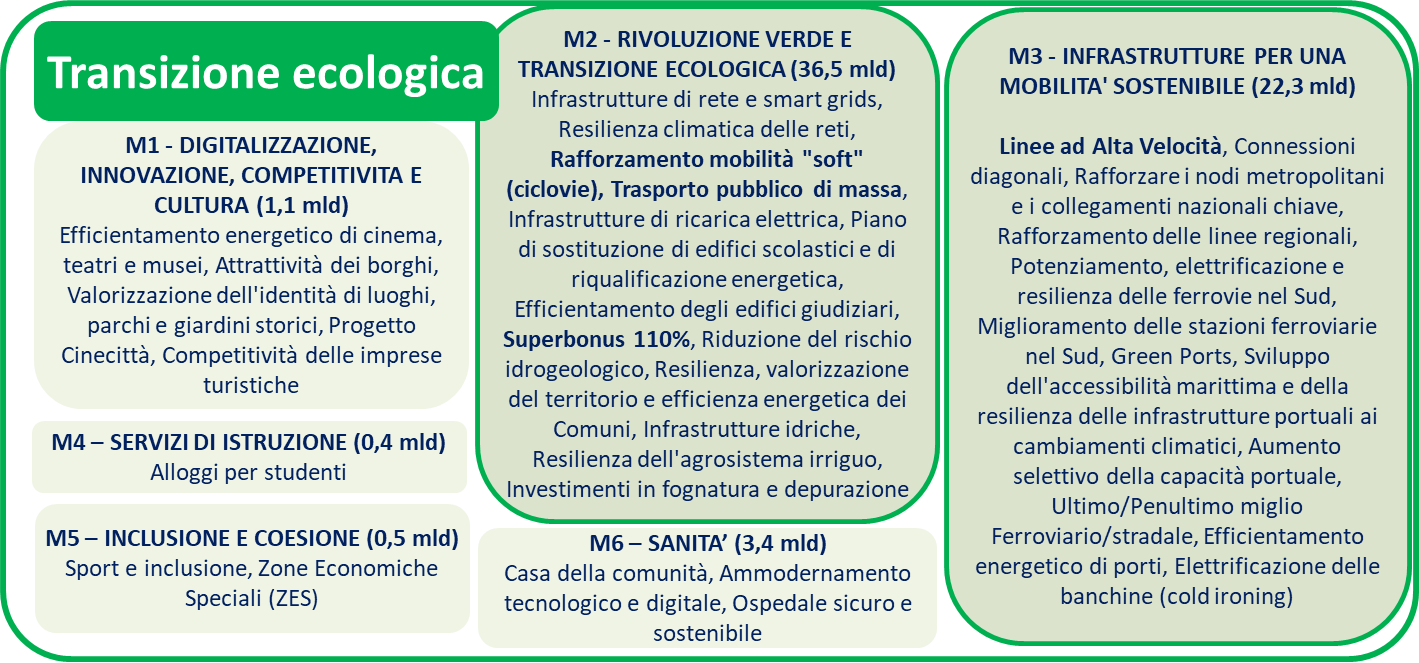 Transizione ecologica
M1 - DIGITALIZZAZIONE,
INNOVAZIONE, COMPETITIVITA E
CULTURA (1,1 mld)
Efficientamento energetico di cinema,
teatri e musei, Attrattività dei borghi,
Valorizzazione dell'identità di luoghi,
parchi e giardini storici, Progetto
Cinecittà, Competitività delle imprese
turistiche
M4 – SERVIZI DI ISTRUZIONE (0,4 mld)
Alloggi per studenti
M5 – INCLUSIONE E COESIONE (0,5 mld)
Sport e inclusione, Zone Economiche
Speciali (ZES)
M2 - RIVOLUZIONE VERDE E
TRANSIZIONE ECOLOGICA (36,5 mld)
Infrastrutture di rete e smart grids,
Resilienza climatica delle reti,
Rafforzamento mobilità "soft"
(ciclovie), Trasporto pubblico di massa,
Infrastrutture di ricarica elettrica, Piano
di sostituzione di edifici scolastici e di
riqualificazione energetica,
Efficientamento degli edifici giudiziari,
Superbonus 110%, Riduzione del rischio
idrogeologico, Resilienza, valorizzazione
del territorio e efficienza energetica dei
Comuni, Infrastrutture idriche,
Resilienza dell'agrosistema irriguo,
Investimenti in fognatura e depurazione
M6 – SANITA’ (3,4 mld)
Casa della comunità, Ammodernamento
tecnologico e digitale, Ospedale sicuro e
sostenibile
M3 - INFRASTRUTTURE PER UNA
MOBILITA' SOSTENIBILE (22,3 mld)
Linee ad Alta Velocità, Connessioni
diagonali, Rafforzare i nodi metropolitani
e i collegamenti nazionali chiave,
Rafforzamento delle linee regionali,
Potenziamento, elettrificazione e
resilienza delle ferrovie nel Sud,
Miglioramento delle stazioni ferroviarie
nel Sud, Green Ports, Sviluppo
dell'accessibilità marittima e della
resilienza delle infrastrutture portuali ai
cambiamenti climatici, Aumento
selettivo della capacità portuale,
Ultimo/Penultimo miglio
Ferroviario/stradale, Efficientamento
energetico di porti, Elettrificazione delle
banchine (cold ironing)